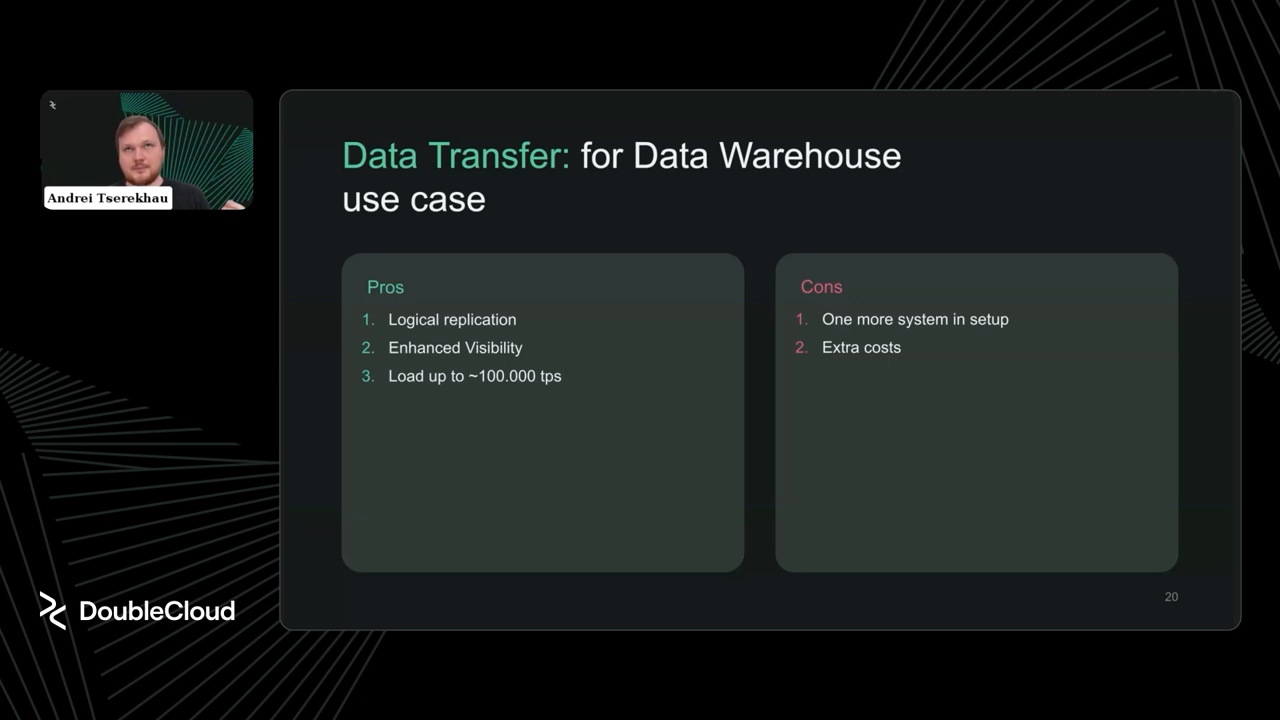 Andrei Tserekhau
Data Transfer: for Data Warehouse
use case
Pros
1. Logical replication
2. Enhanced Visibility
3. Load up to ~100.000 tps
Cons
1. One more system in setup
2. Extra costs
20
DoubleCloud